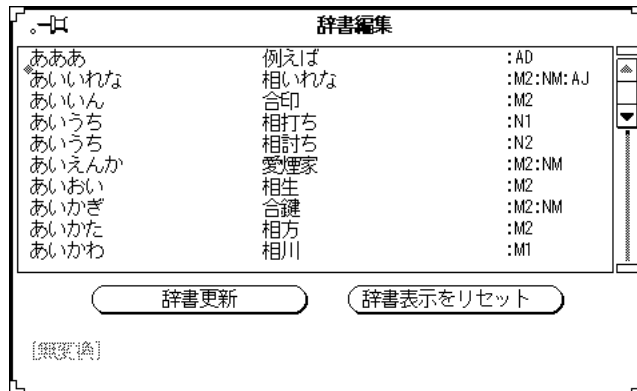 辞書編集
あああ 例えば :AD
あいいれな 相いれな :M2:NM:AJ
あいいん 合印 :M2
あいうち 相打ち :N1
あいうち 相討ち :N2
あいえんか 愛煙家 :M2:NM
あいおい 相生 :M2
あいかぎ 合鍵 :M2:NM
あいかた 相方 :M2
あいかわ 相川 :M1
辞書更新 辞書表示をリセット